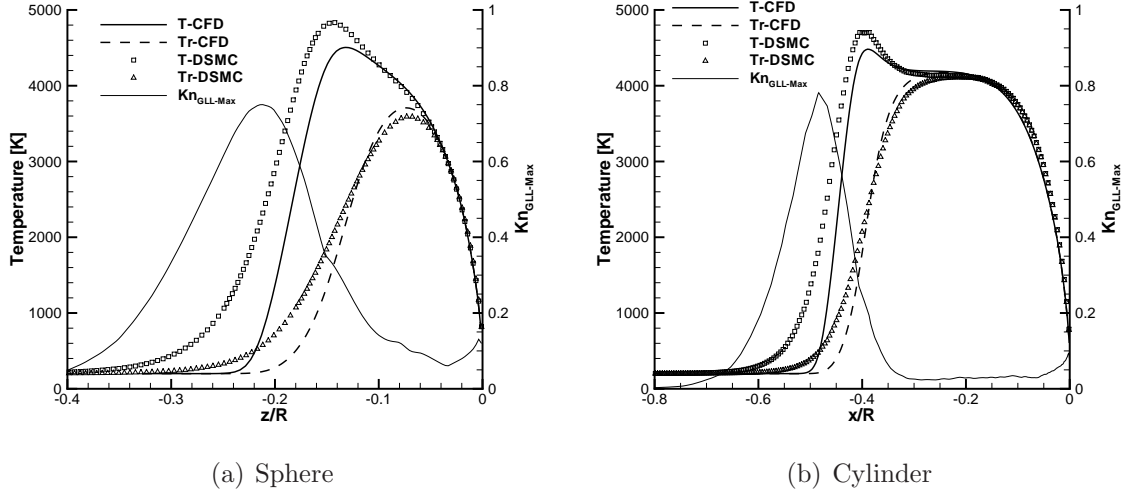 T-CFD
Tr-CFD
T-DSMC
Tr-DSMC
Kn_GLL-Max
Temperature [K]
5000
4000
3000
2000
1000
0
Kn_GLL-Max
1
0.8
0.6
0.4
0.2
0
-0.4
-0.3
-0.2
-0.1
0
z/R
(a) Sphere
T-CFD
Tr-CFD
T-DSMC
Tr-DSMC
Kn_GLL-Max
Temperature [K]
5000
4000
3000
2000
1000
0
Kn_GLL-Max
1
0.8
0.6
0.4
0.2
0
-0.8
-0.6
-0.4
-0.2
0
x/R
(b) Cylinder